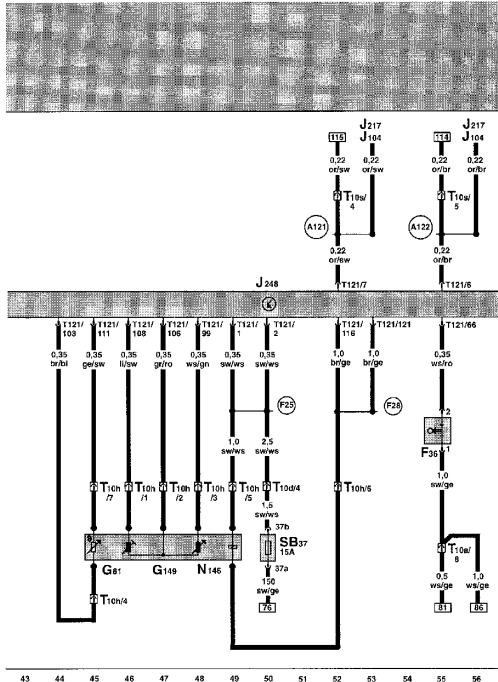 J217 J217
115 J104 114 J104
0,22 0,22 0,22 0,22
or/sw or/sw or/br or/br
T10s/ T10s/
4 5
A121 A122
0,22 0,22
or/sw or/br
J248 T121/7 T121/6
K
T121/ T121/ T121/ T121/ T121/ T121/ T121/ T121/ T121/121 T121/66
103 111 108 106 99 1 2 116
0,35 0,35 0,35 0,35 0,35 0,35 0,35 1,0 1,0 0,35
br/bl ge/sw li/sw gr/ro ws/gn sw/ws sw/ws br/ge br/ge ws/ro
F25 F28
2
1,0 2,5 F36 1
sw/ws sw/ws 1,0
sw/ge
T10h T10h T10h T10h T10h T10d/4 T10h/6
/7 /1 /2 /3 /5
1,5
sw/ws
37b
SB37 T10s/
15A 8
G81 G149 N146 37a 0,5 1,0
150 ws/ge ws/ge
sw/ge
T10h/4 76 81 86
43 44 45 46 47 48 49 50 51 52 53 54 55 56